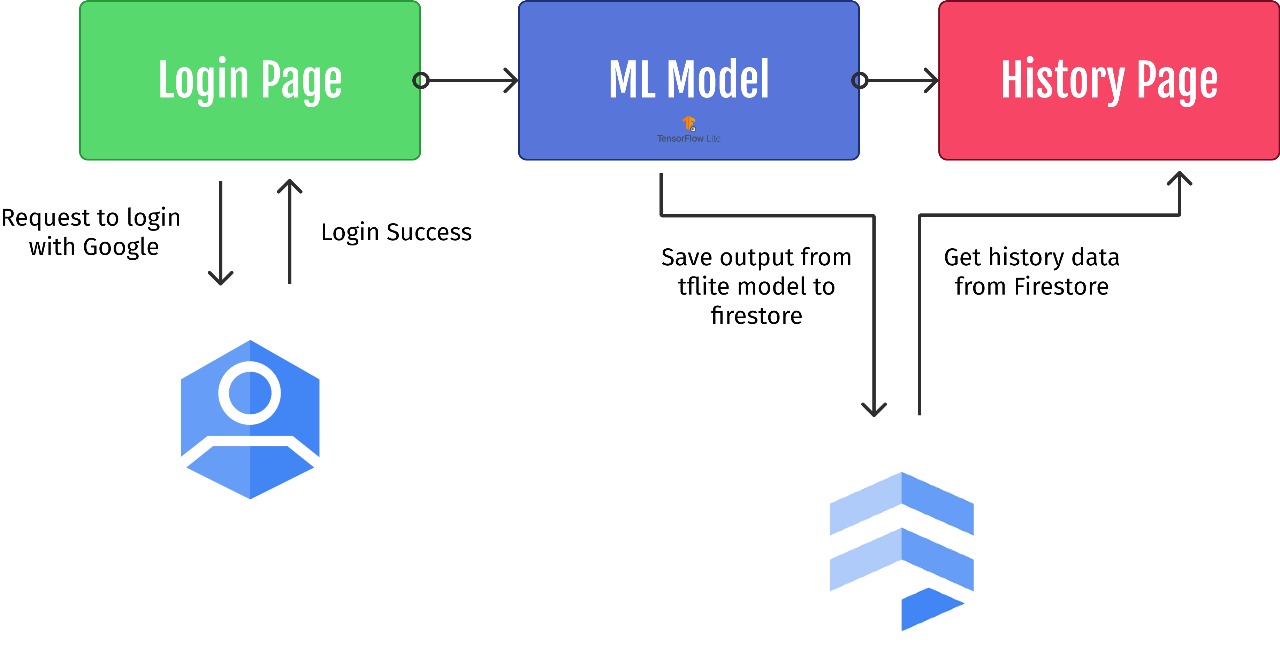 Login Page
ML Model
TensorFlow Lite
History Page
Request to login
with Google
Login Success
Save output from
tflite model to
firestore
Get history data
from Firestore